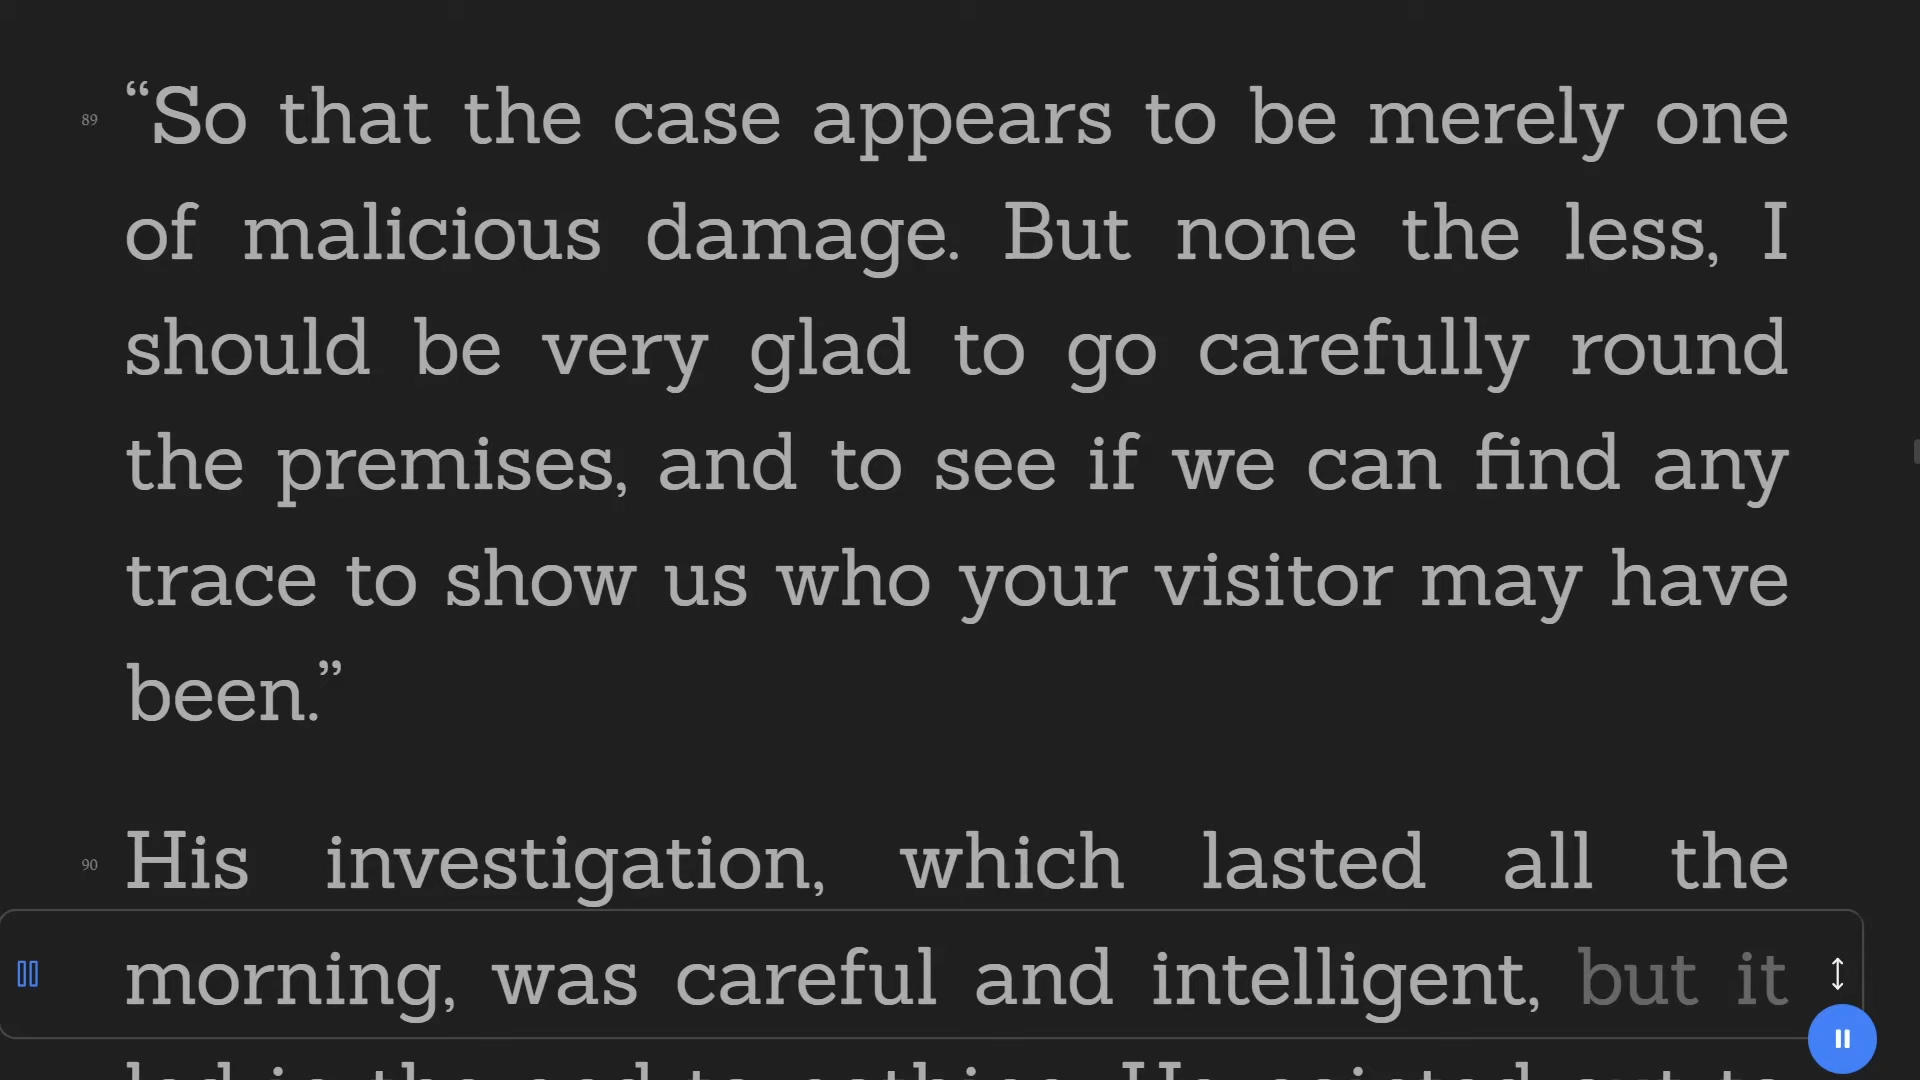 89
“So that the case appears to be merely one
of malicious damage. But none the less, I
should be very glad to go carefully round
the premises, and to see if we can find any
trace to show us who your visitor may have
been.”
90
His investigation, which lasted all the
morning, was careful and intelligent, but it